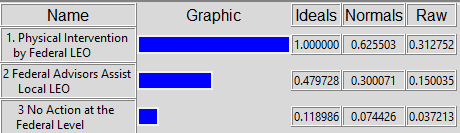 Name Graphic Ideals Normals Raw
1. Physical Intervention
by Federal LEO 1.000000 0.625503 0.312752
2 Federal Advisors Assist
Local LEO 0.479728 0.300071 0.150035
3 No Action at the
Federal Level 0.118986 0.074426 0.037213